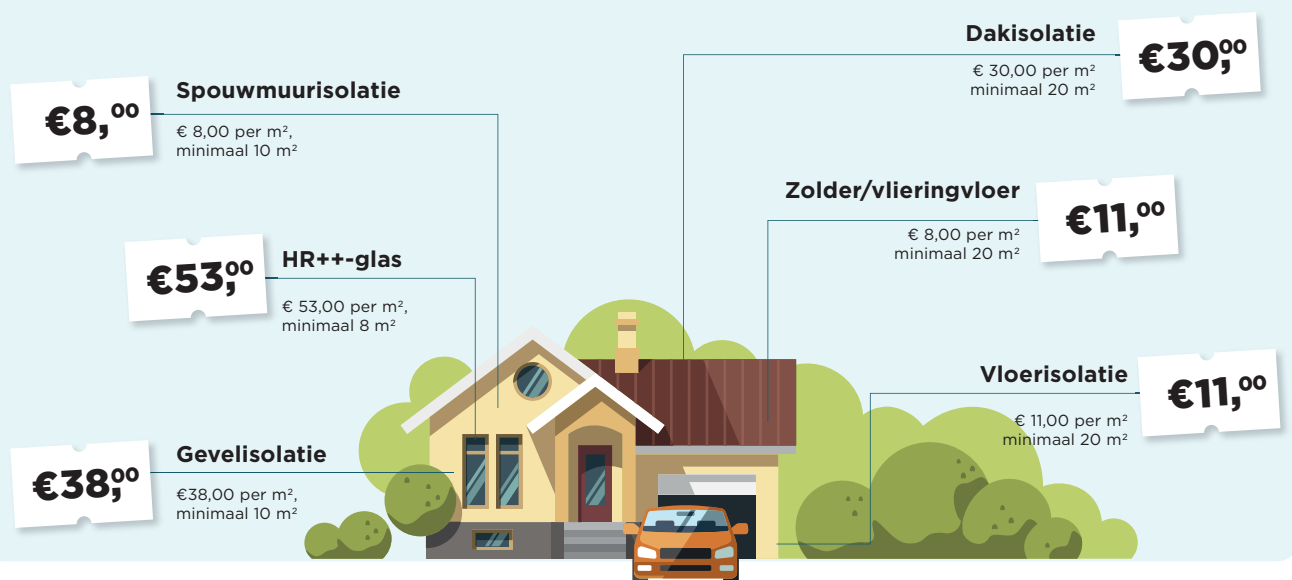 Spouwmuurisolatie
€8,00
€ 8,00 per m²,
minimaal 10 m²
HR++-glas
€53,00
€ 53,00 per m²,
minimaal 8 m²
Gevelisolatie
€38,00
€38,00 per m²,
minimaal 10 m²
Dakisolatie
€30,00
€ 30,00 per m²
minimaal 20 m²
Zolder/vlieringvloer
€11,00
€ 8,00 per m²
minimaal 20 m²
Vloerisolatie
€11,00
€ 11,00 per m²
minimaal 20 m²